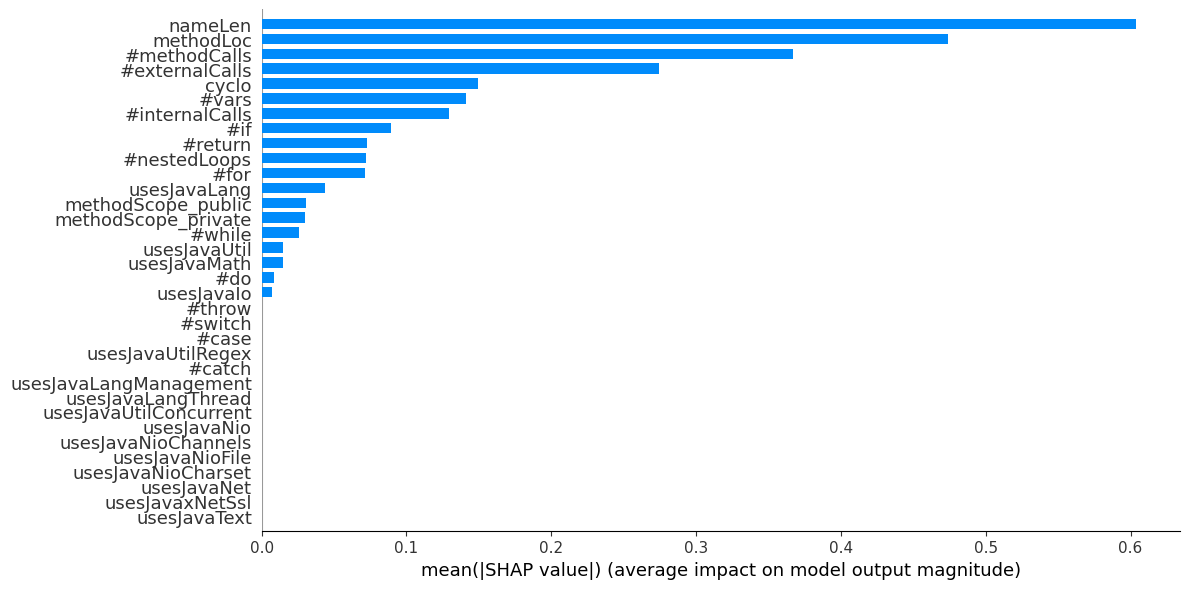 nameLen
methodLoc
#methodCalls
#externalCalls
cyclo
#vars
#internalCalls
#if
#return
#nestedLoops
#for
usesJavaLang
methodScope_public
methodScope_private
#while
usesJavaUtil
usesJavaMath
#do
usesJavaIo
#throw
#switch
#case
usesJavaUtilRegex
#catch
usesJavaLangManagement
usesJavaLangThread
usesJavaUtilConcurrent
usesJavaNio
usesJavaNioChannels
usesJavaNioFile
usesJavaNioCharset
usesJavaNet
usesJavaxNetSsl
usesJavaText
0.0 0.1 0.2 0.3 0.4 0.5 0.6
mean(|SHAP value|) (average impact on model output magnitude)